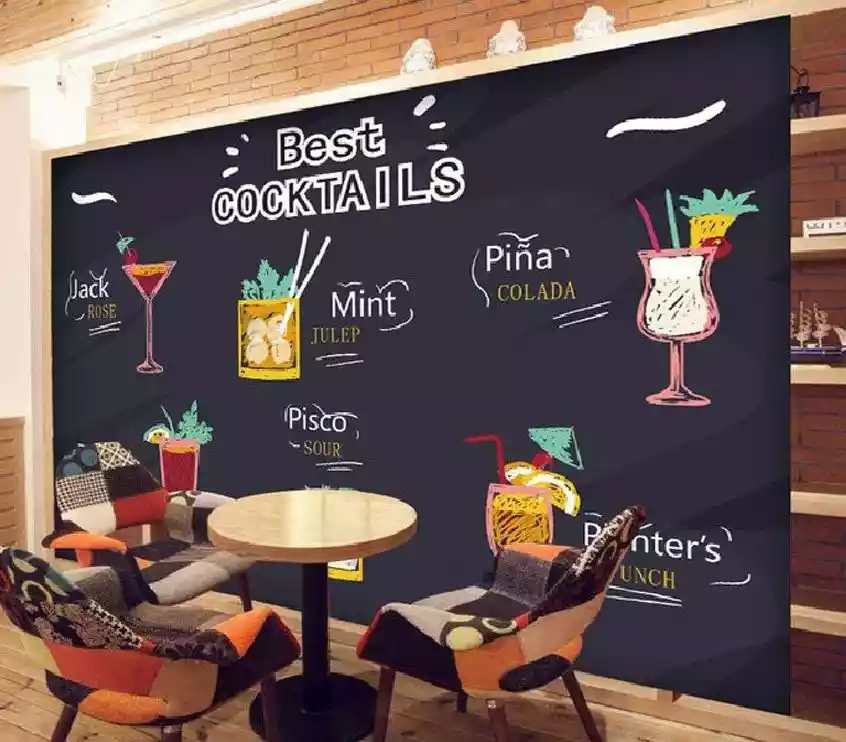 Best
COCKTAILS
Jack
ROSE
Mint
JULEP
Piña
COLADA
Pisco
SOUR